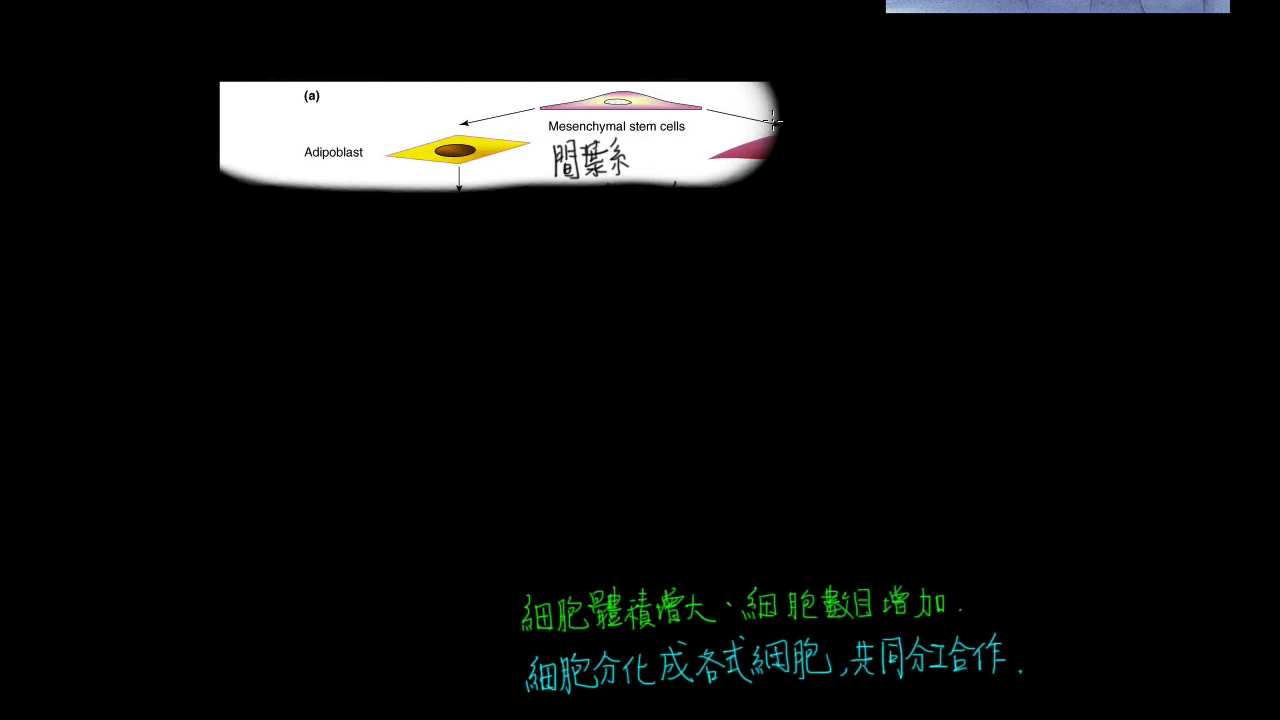 (a)
Mesenchymal stem cells
Adipoblast
間葉系
細胞體積增大、細胞數目增加.
細胞分化成各式細胞,共同分工合作.